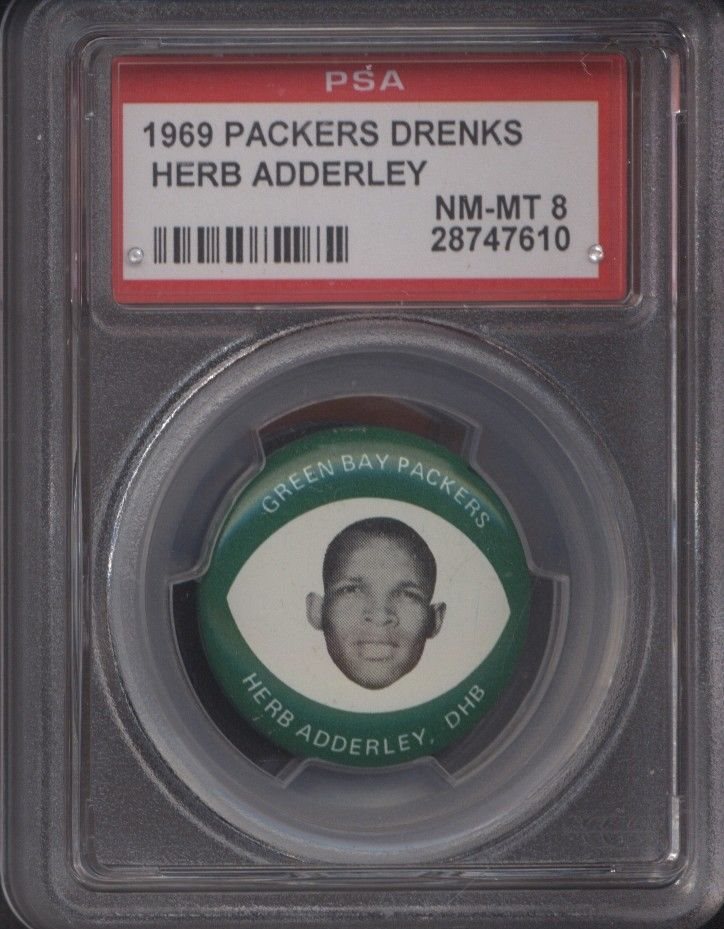 PSA
1969 PACKERS DRENKS
HERB ADDERLEY
NM-MT 8
28747610
GREEN BAY PACKERS
HERB ADDERLEY, DHB